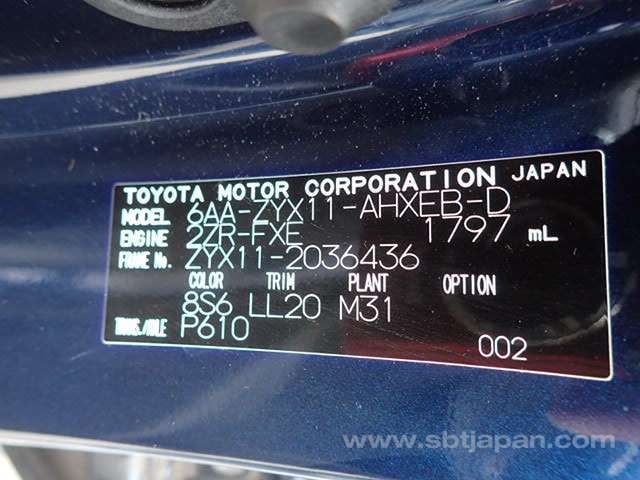 TOYOTA MOTOR CORPORATION JAPAN
MODEL 6AA-ZYX11-AHXEB-D
ENGINE 2ZR-FXE 1797 mL
FRAME No. ZYX11-2036436
COLOR TRIM PLANT OPTION
8S6 LL20 M31
TRANS./AXLE P610
002
www.sbtjapan.com